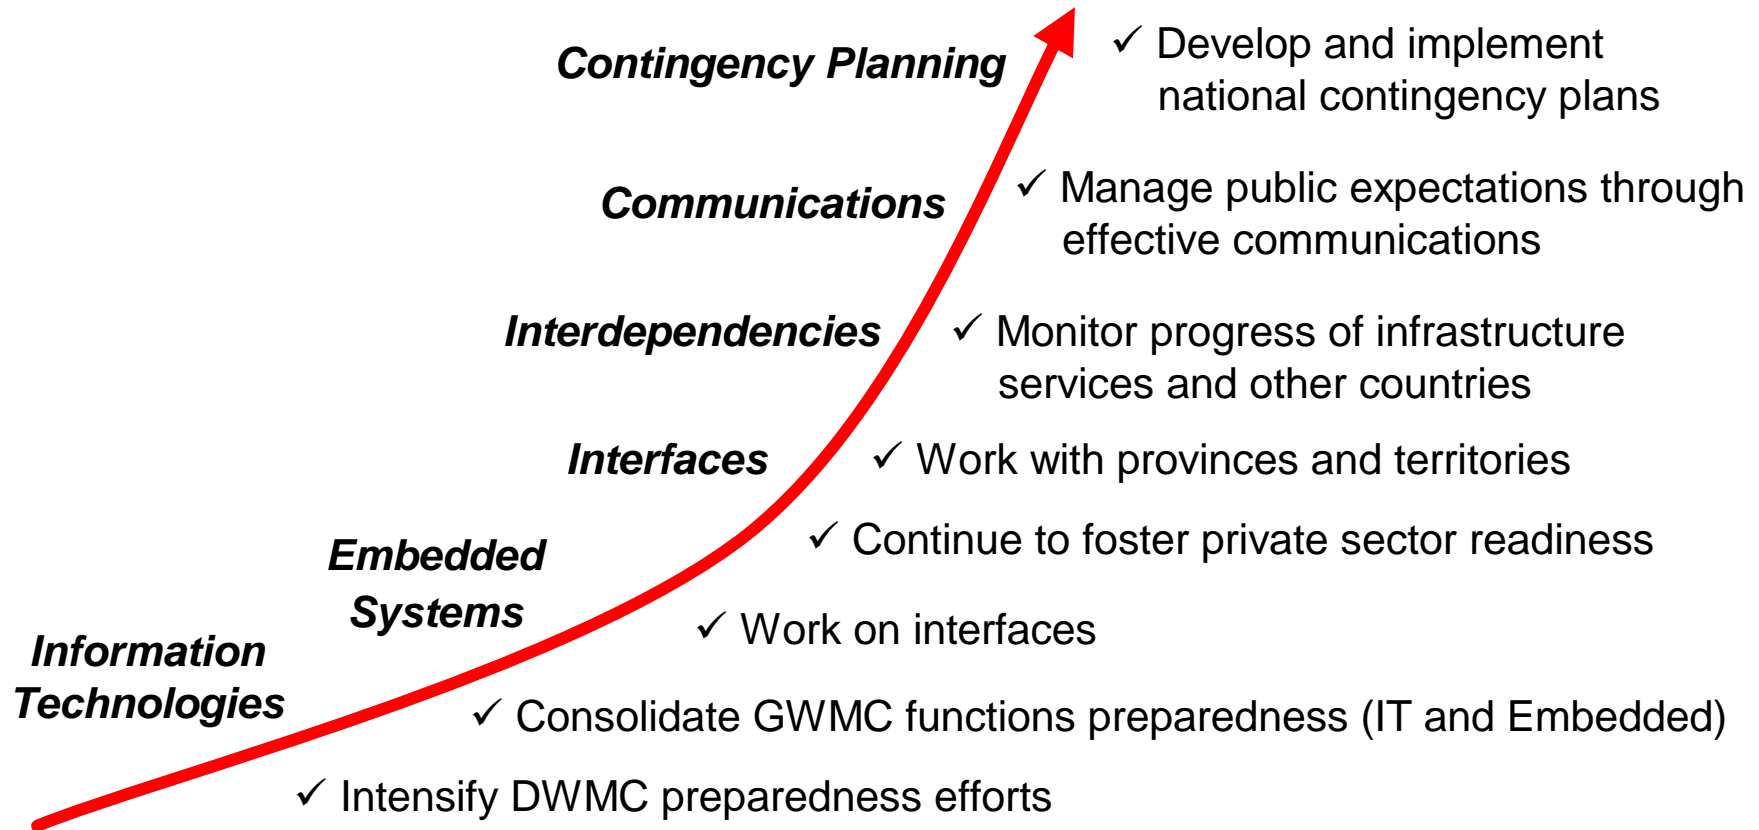 Contingency Planning
✓ Develop and implement
national contingency plans
Communications
✓ Manage public expectations through
effective communications
Interdependencies
✓ Monitor progress of infrastructure
services and other countries
Interfaces
✓ Work with provinces and territories
✓ Continue to foster private sector readiness
Embedded
Systems
✓ Work on interfaces
Information
Technologies
✓ Consolidate GWMC functions preparedness (IT and Embedded)
✓ Intensify DWMC preparedness efforts